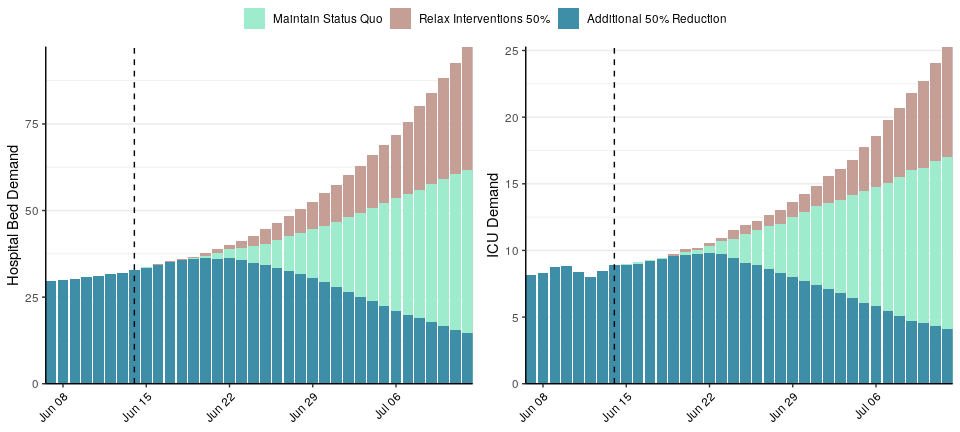 Maintain Status Quo Relax Interventions 50% Additional 50% Reduction
Hospital Bed Demand
75
50
25
0
Jun 08 Jun 15 Jun 22 Jun 29 Jul 06
ICU Demand
25
20
15
10
5
0
Jun 08 Jun 15 Jun 22 Jun 29 Jul 06